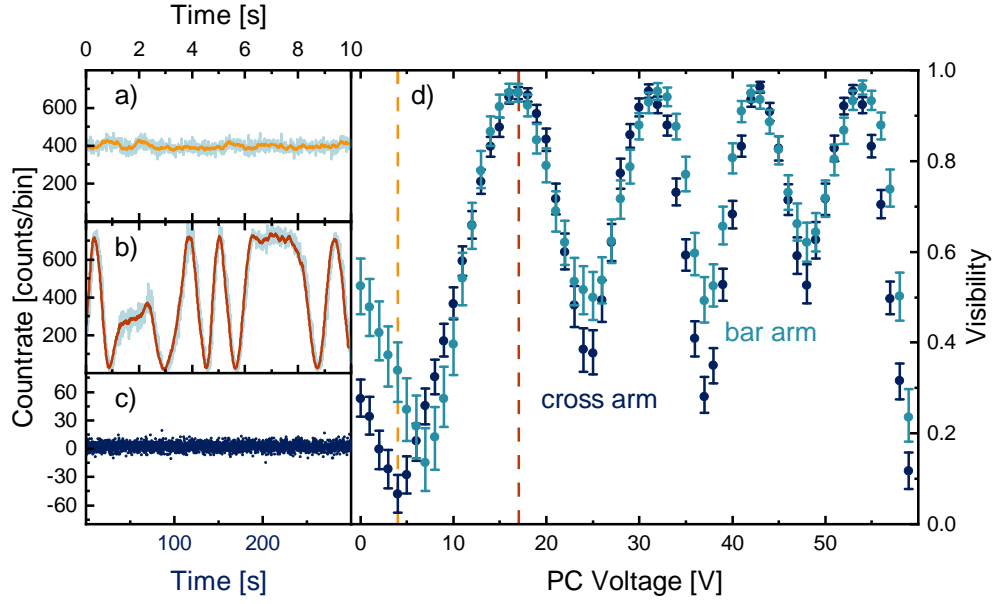 Time [s]
0 2 4 6 8 10
Countrate [counts/bin]
a)
600
400
200
b)
600
400
200
c)
60
30
0
-30
-60
100 200
Time [s]
d)
bar arm
cross arm
1.0
0.8
0.6
0.4
0.2
0.0
Visibility
0 10 20 30 40 50
PC Voltage [V]